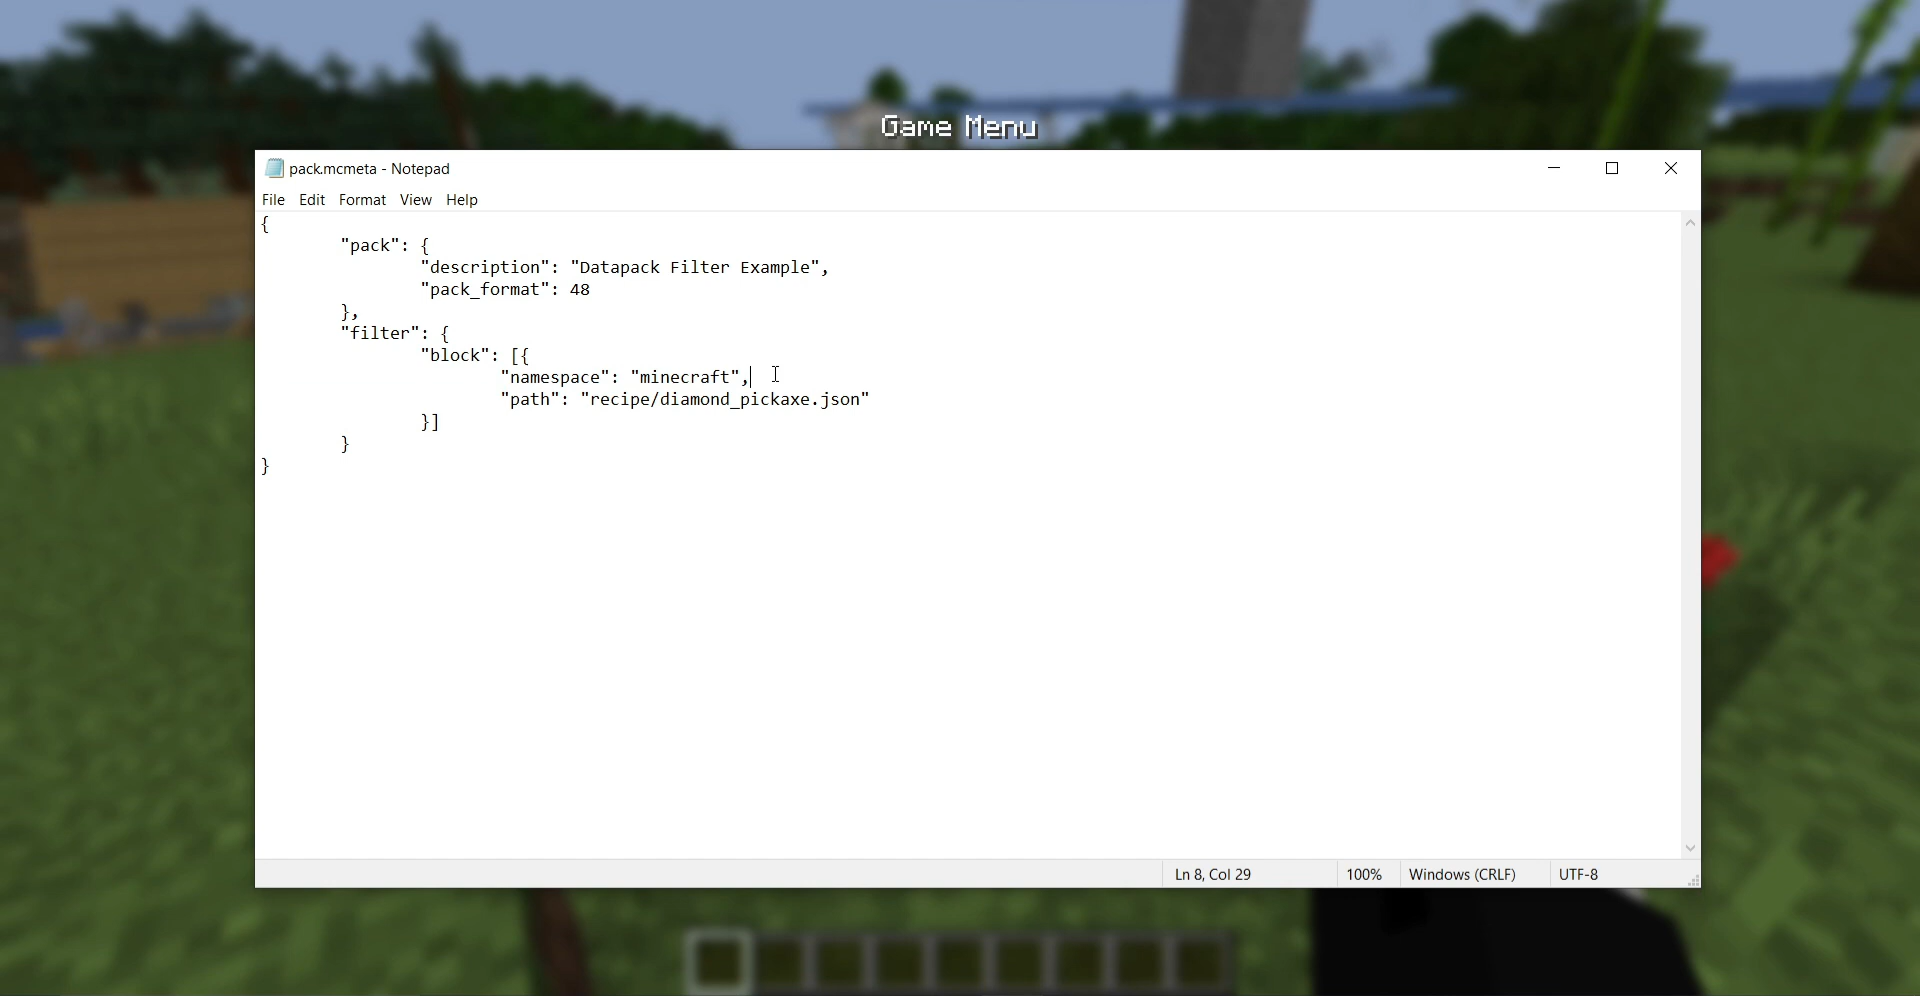 Game Menu
pack.mcmeta - Notepad
File Edit Format View Help
{
"pack": {
"description": "Datapack Filter Example",
"pack_format": 48
},
"filter": {
"block": [{
"namespace": "minecraft",
"path": "recipe/diamond_pickaxe.json"
}]
}
}
Ln 8, Col 29 100% Windows (CRLF) UTF-8